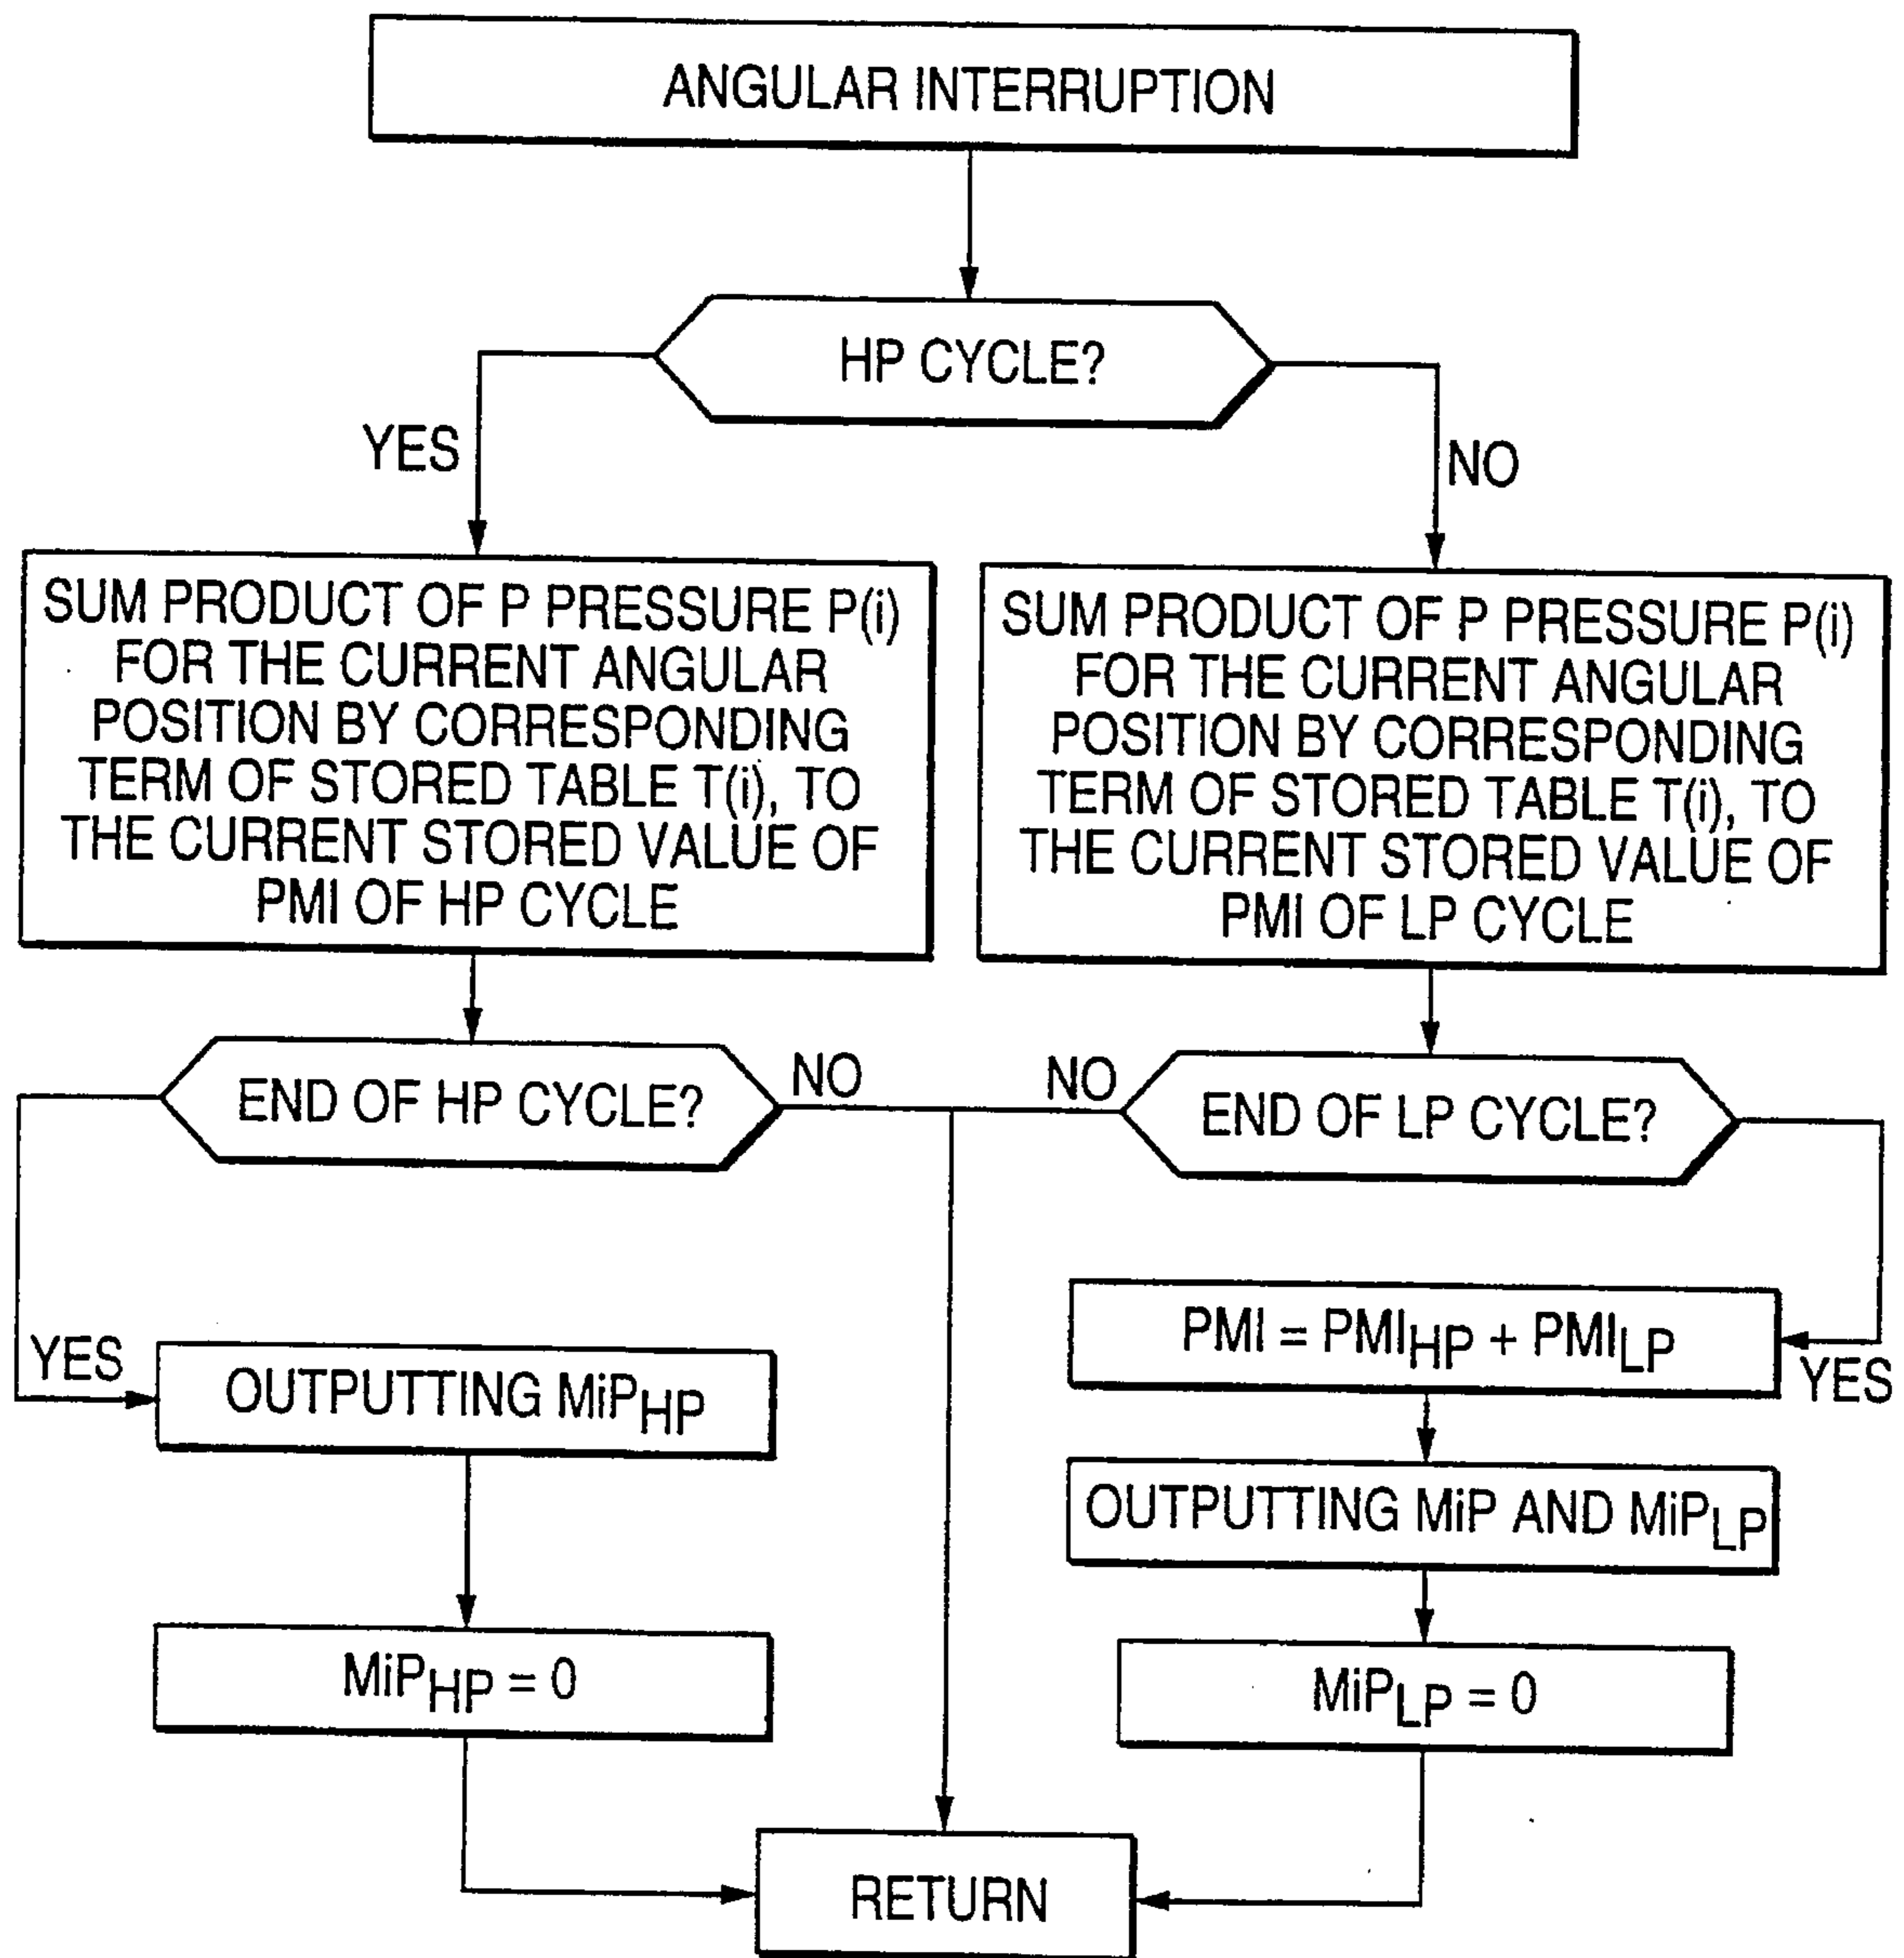 ANGULAR INTERRUPTION
HP CYCLE?
YES
NO
SUM PRODUCT OF P PRESSURE P(i)
FOR THE CURRENT ANGULAR
POSITION BY CORRESPONDING
TERM OF STORED TABLE T(i), TO
THE CURRENT STORED VALUE OF
PMI OF HP CYCLE
SUM PRODUCT OF P PRESSURE P(i)
FOR THE CURRENT ANGULAR
POSITION BY CORRESPONDING
TERM OF STORED TABLE T(i), TO
THE CURRENT STORED VALUE OF
PMI OF LP CYCLE
END OF HP CYCLE?
NO
NO
END OF LP CYCLE?
YES
OUTPUTTING MiPHP
PMI = PMIHP + PMILP
YES
OUTPUTTING MiP AND MiPLP
MiPHP = 0
MiPLP = 0
RETURN